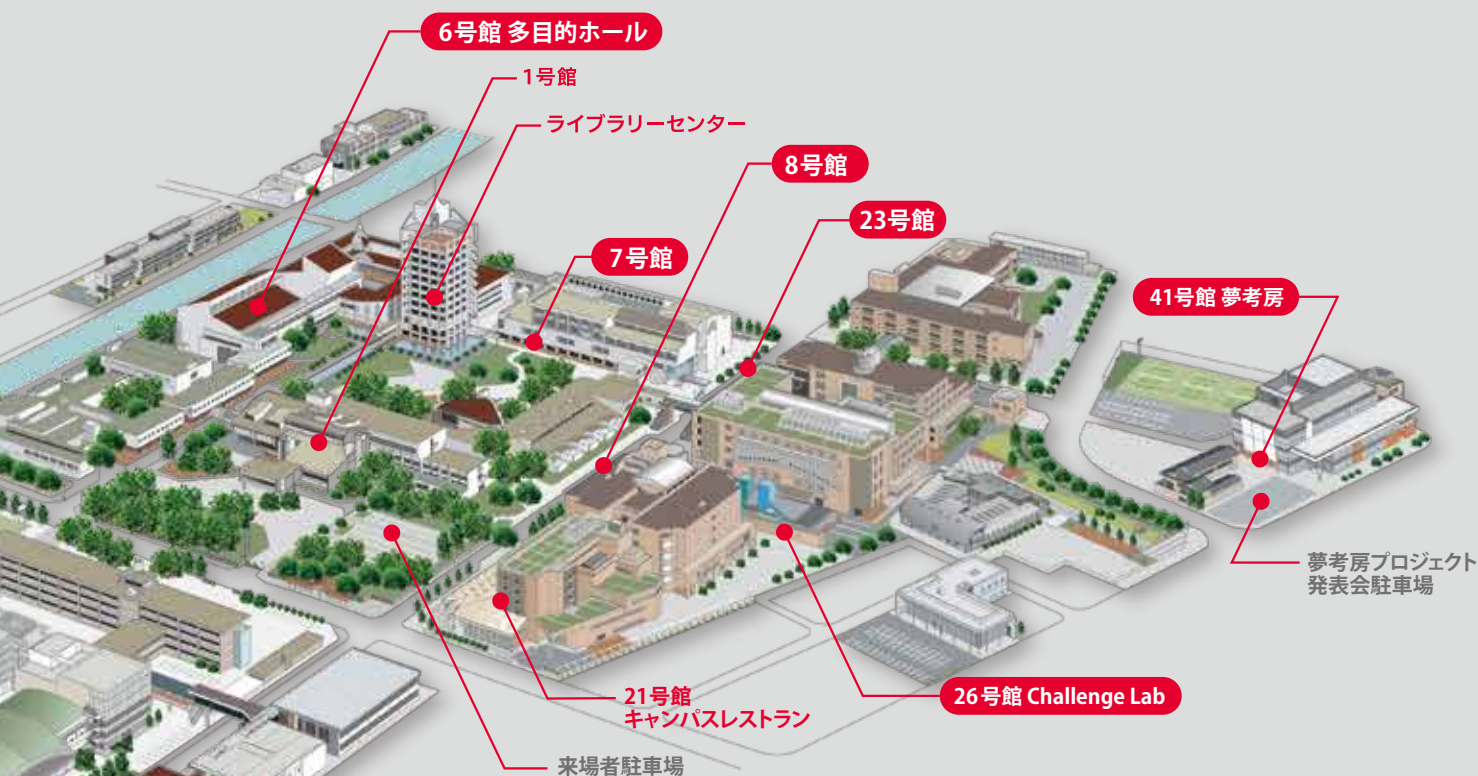 6号館 多目的ホール
1号館
ライブラリーセンター
8号館
23号館
7号館
41号館 夢考房
夢考房プロジェクト
発表会駐車場
21号館
キャンパスレストラン
26号館 Challenge Lab
来場者駐車場